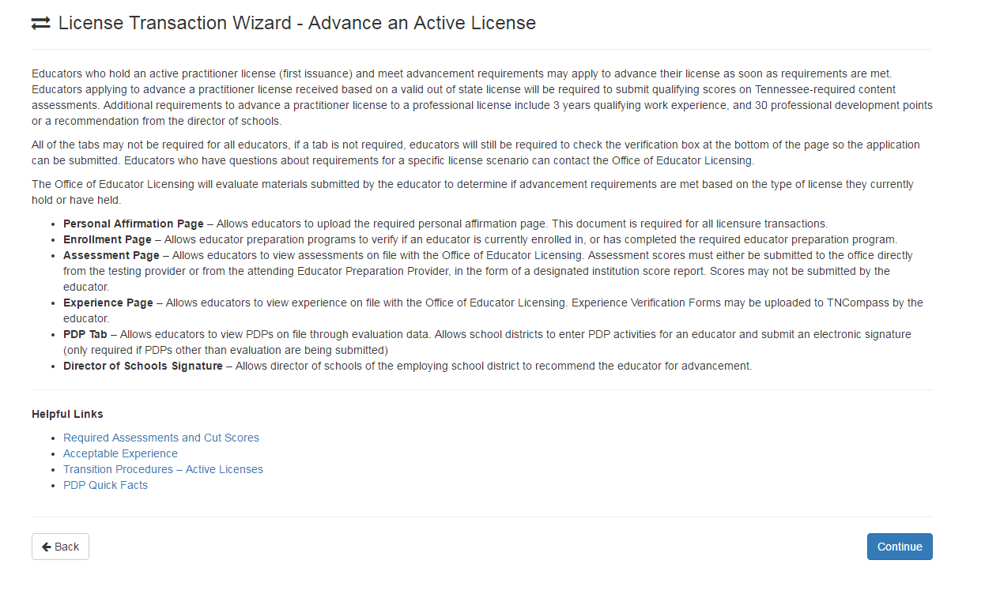 License Transaction Wizard - Advance an Active License
Educators who hold an active practitioner license (first issuance) and meet advancement requirements may apply to advance their license as soon as requirements are met.
Educators applying to advance a practitioner license received based on a valid out of state license will be required to submit qualifying scores on Tennessee-required content
assessments. Additional requirements to advance a practitioner license to a professional license include 3 years qualifying work experience, and 30 professional development points
or a recommendation from the director of schools.
All of the tabs may not be required for all educators, if a tab is not required, educators will still be required to check the verification box at the bottom of the page so the application
can be submitted. Educators who have questions about requirements for a specific license scenario can contact the Office of Educator Licensing.
The Office of Educator Licensing will evaluate materials submitted by the educator to determine if advancement requirements are met based on the type of license they currently
hold or have held.
• Personal Affirmation Page – Allows educators to upload the required personal affirmation page. This document is required for all licensure transactions.
• Enrollment Page – Allows educator preparation programs to verify if an educator is currently enrolled in, or has completed the required educator preparation program.
• Assessment Page – Allows educators to view assessments on file with the Office of Educator Licensing. Assessment scores must either be submitted to the office directly
from the testing provider or from the attending Educator Preparation Provider, in the form of a designated institution score report. Scores may not be submitted by the
educator.
• Experience Page – Allows educators to view experience on file with the Office of Educator Licensing. Experience Verification Forms may be uploaded to TNCompass by the
educator.
• PDP Tab – Allows educators to view PDPs on file through evaluation data. Allows school districts to enter PDP activities for an educator and submit an electronic signature
(only required if PDPs other than evaluation are being submitted)
• Director of Schools Signature – Allows director of schools of the employing school district to recommend the educator for advancement.
Helpful Links
• Required Assessments and Cut Scores
• Acceptable Experience
• Transition Procedures – Active Licenses
• PDP Quick Facts
Back
Continue